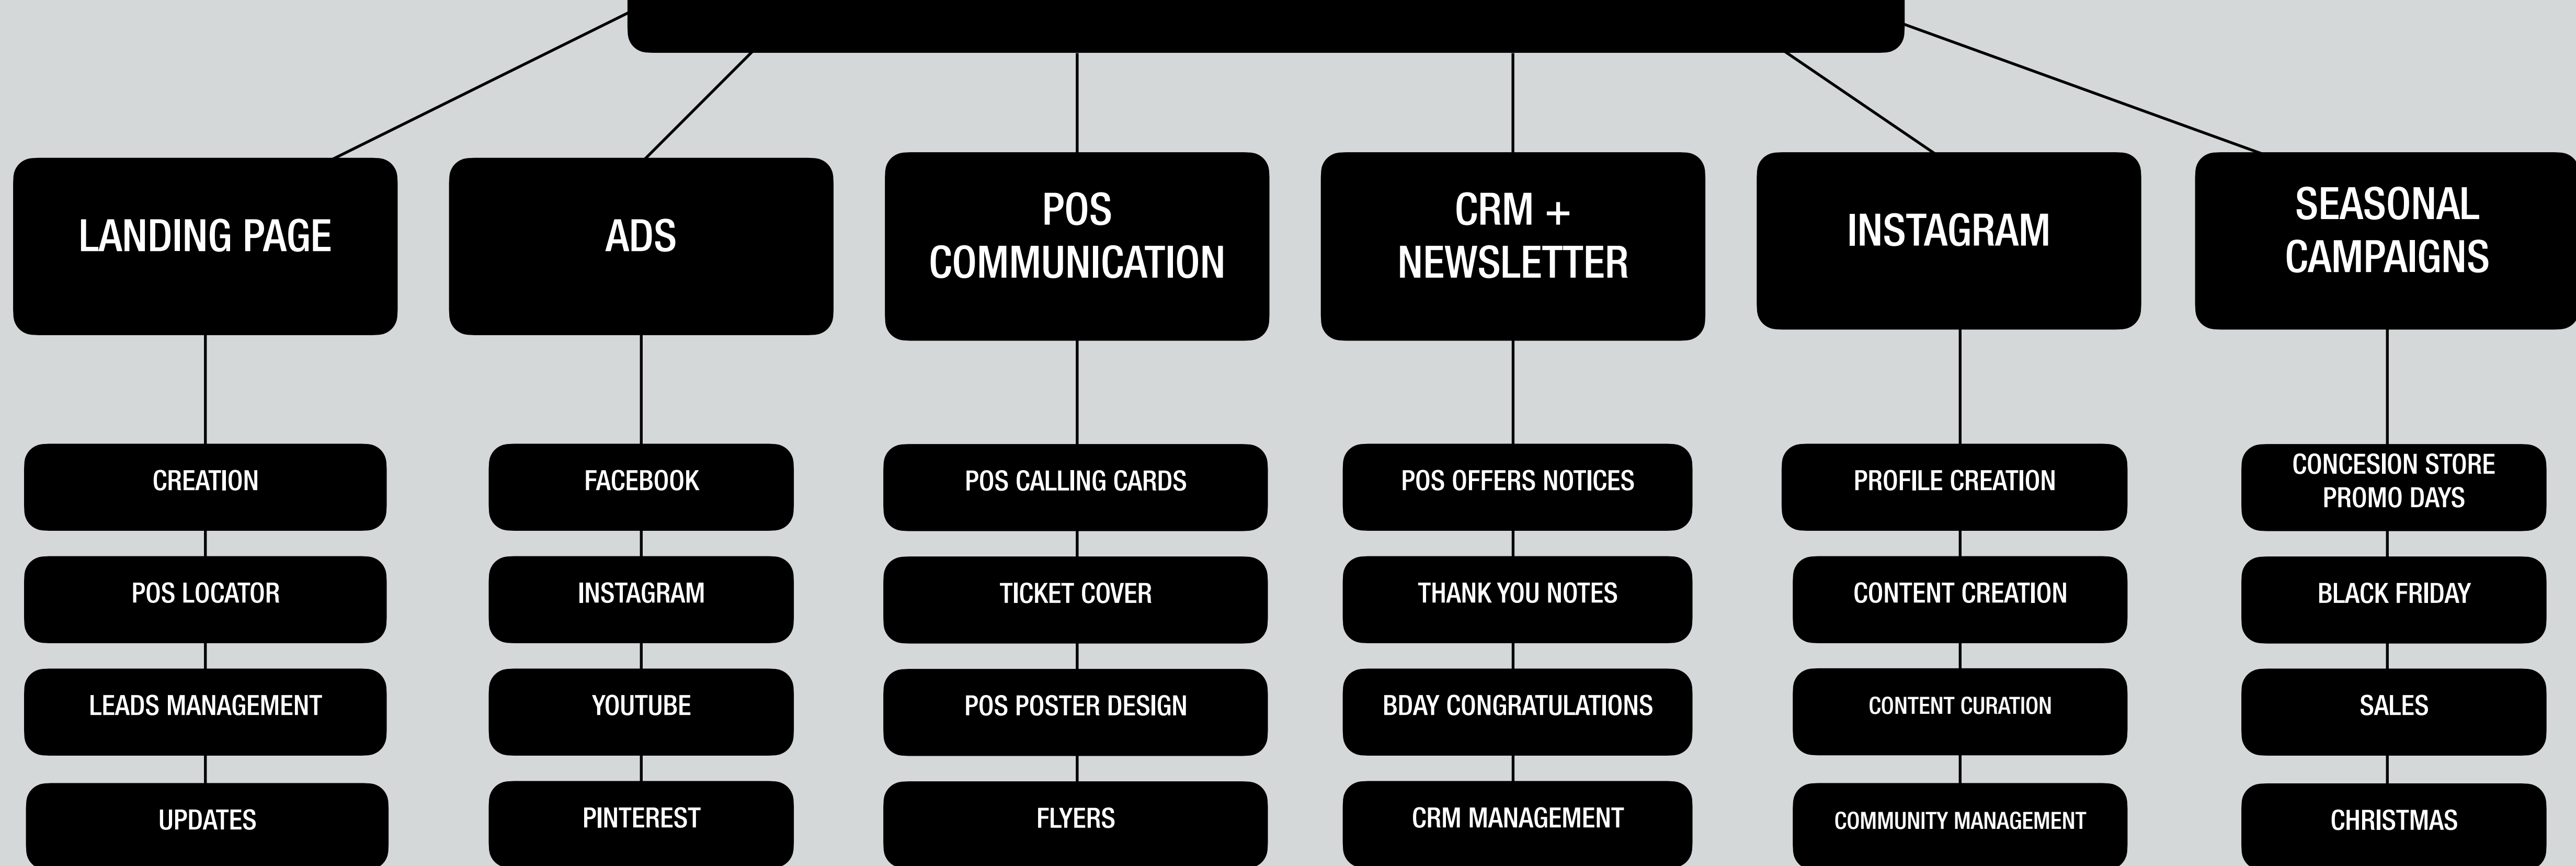 LANDING PAGE
ADS
POS
COMMUNICATION
CRM +
NEWSLETTER
INSTAGRAM
SEASONAL
CAMPAIGNS
CREATION
POS LOCATOR
LEADS MANAGEMENT
UPDATES
FACEBOOK
INSTAGRAM
YOUTUBE
PINTEREST
POS CALLING CARDS
TICKET COVER
POS POSTER DESIGN
FLYERS
POS OFFERS NOTICES
THANK YOU NOTES
BDAY CONGRATULATIONS
CRM MANAGEMENT
PROFILE CREATION
CONTENT CREATION
CONTENT CURATION
COMMUNITY MANAGEMENT
CONCESION STORE
PROMO DAYS
BLACK FRIDAY
SALES
CHRISTMAS